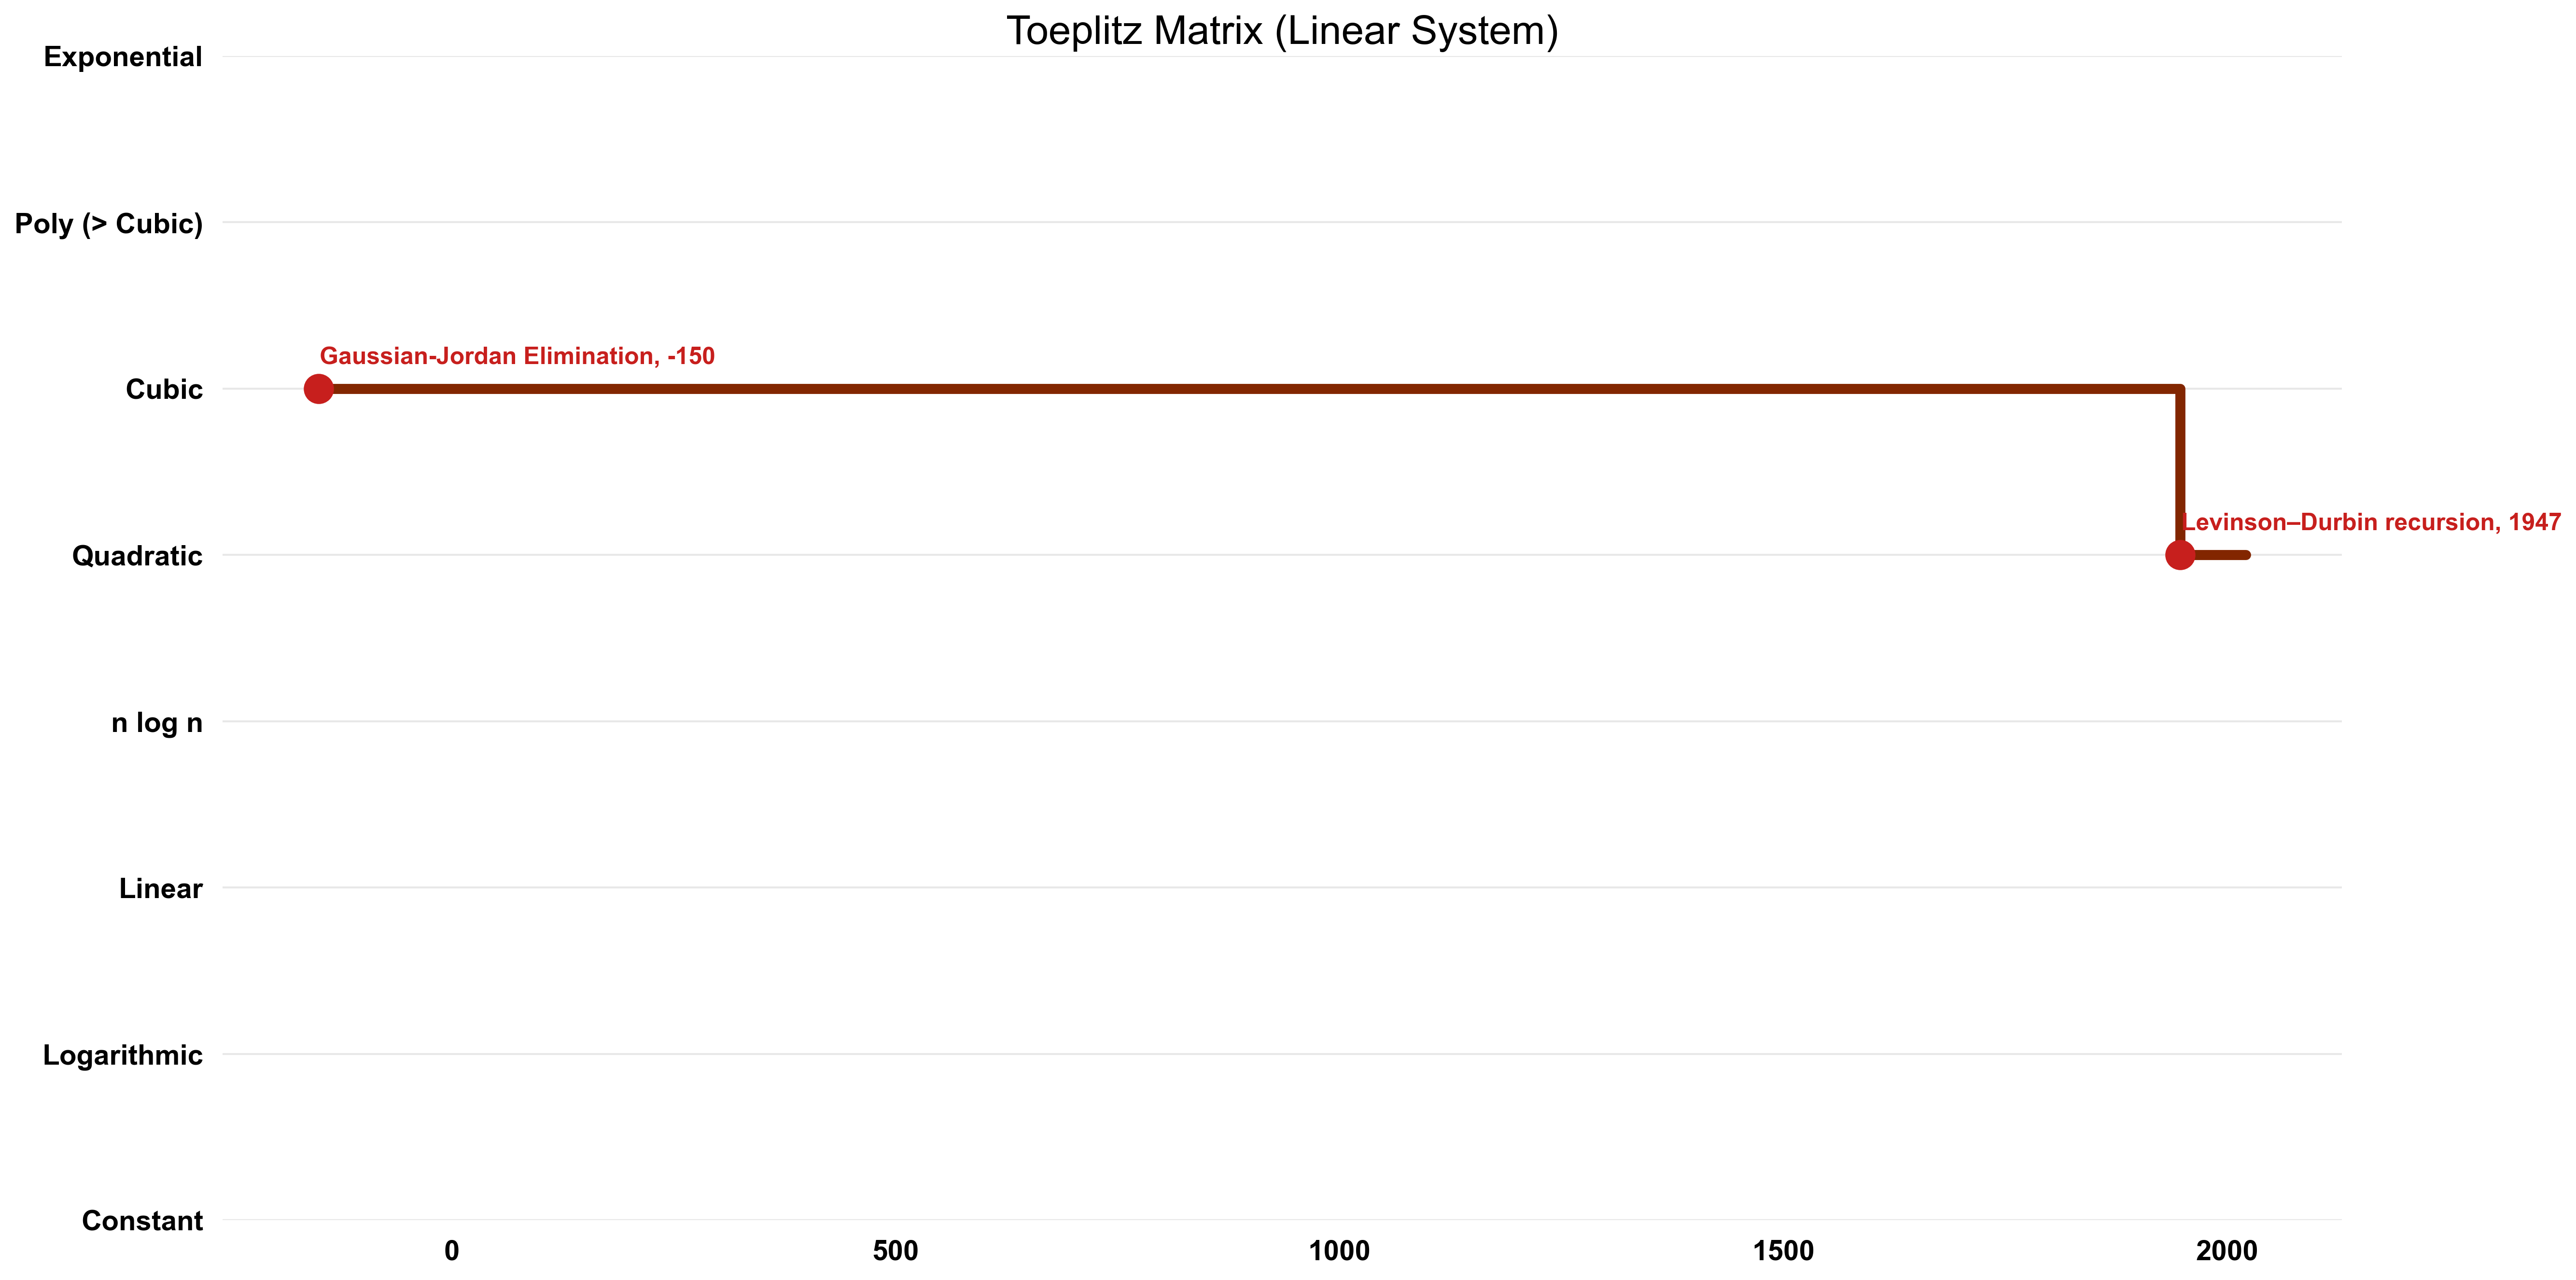 Toeplitz Matrix (Linear System)
Exponential
Poly (> Cubic)
Gaussian-Jordan Elimination, -150
Cubic
Levinson–Durbin recursion, 1947
Quadratic
n log n
Linear
Logarithmic
Constant
0 500 1000 1500 2000